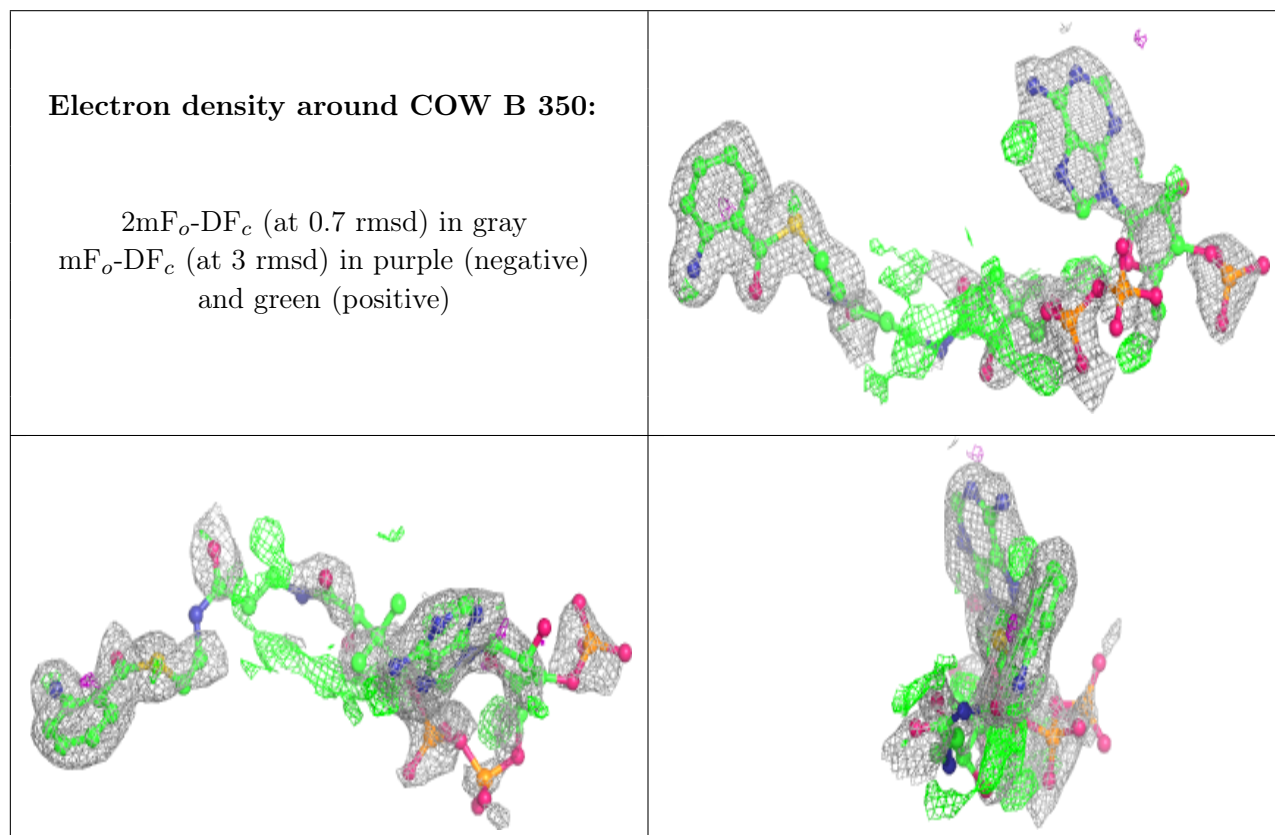 Electron density around COW B 350:
2mFo-DFc (at 0.7 rmsd) in gray
mFo-DFc (at 3 rmsd) in purple (negative)
and green (positive)